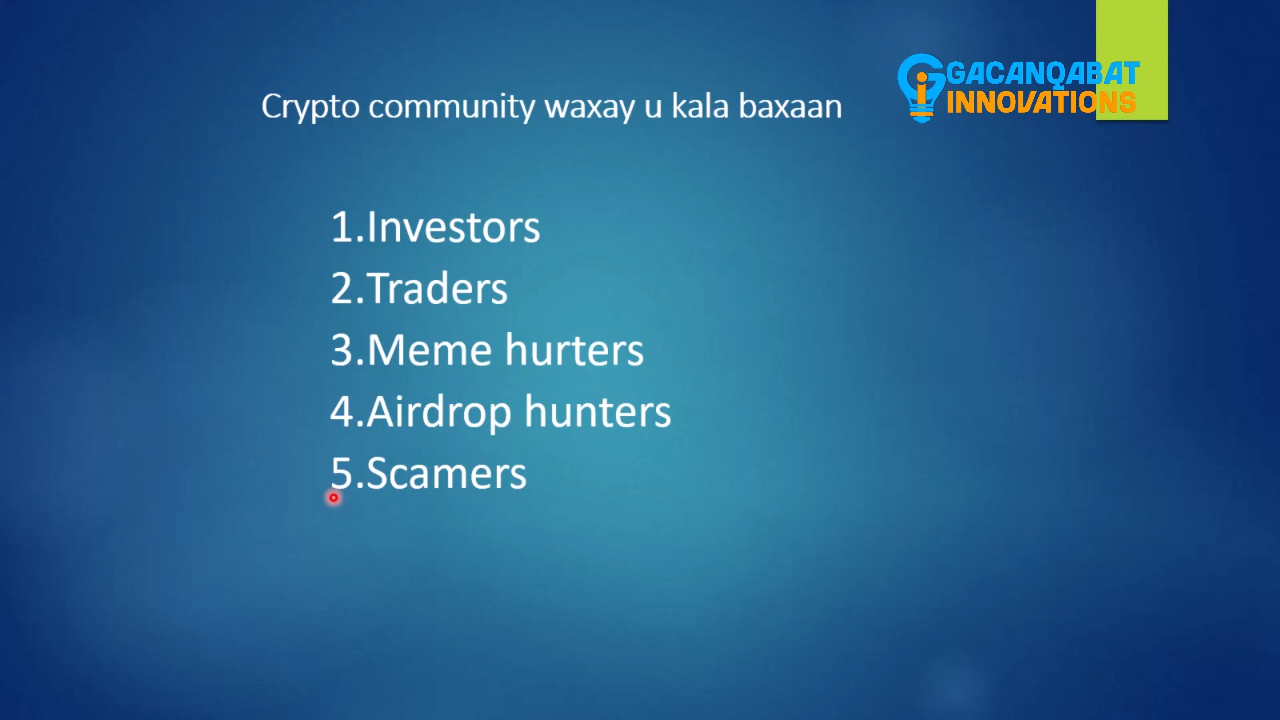 GACANQABAT
INNOVATIONS
Crypto community waxay u kala baxaan
1.Investors
2.Traders
3.Meme hurters
4.Airdrop hunters
5.Scamers